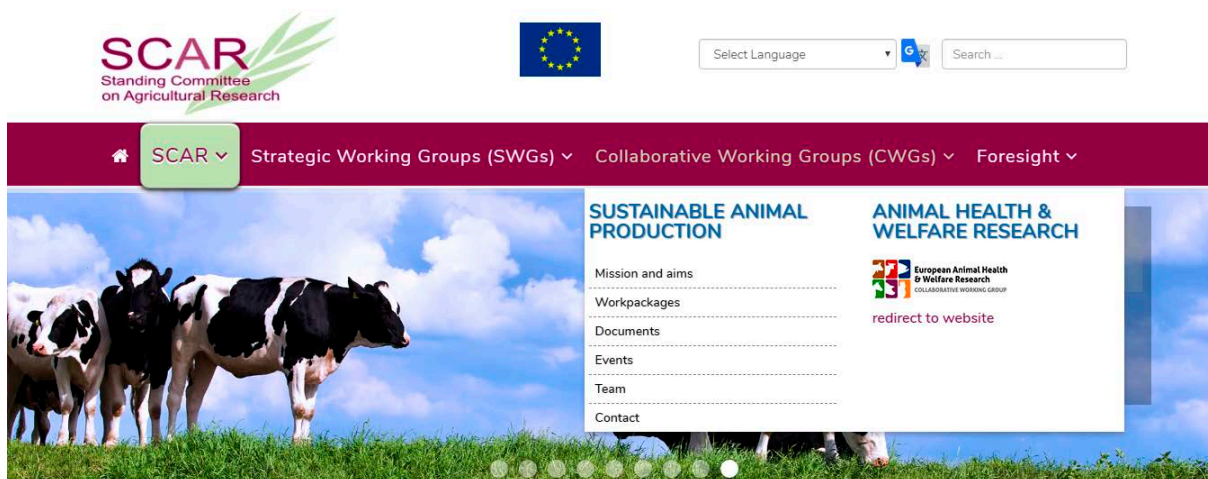 SCAR
Standing Committee
on Agricultural Research
Select Language
Search ...
SCAR
Strategic Working Groups (SWGs)
Collaborative Working Groups (CWGs)
Foresight
SUSTAINABLE ANIMAL
PRODUCTION
Mission and aims
Workpackages
Documents
Events
Team
Contact
ANIMAL HEALTH &
WELFARE RESEARCH
European Animal Health
& Welfare Research
COLLABORATIVE WORKING GROUP
redirect to website